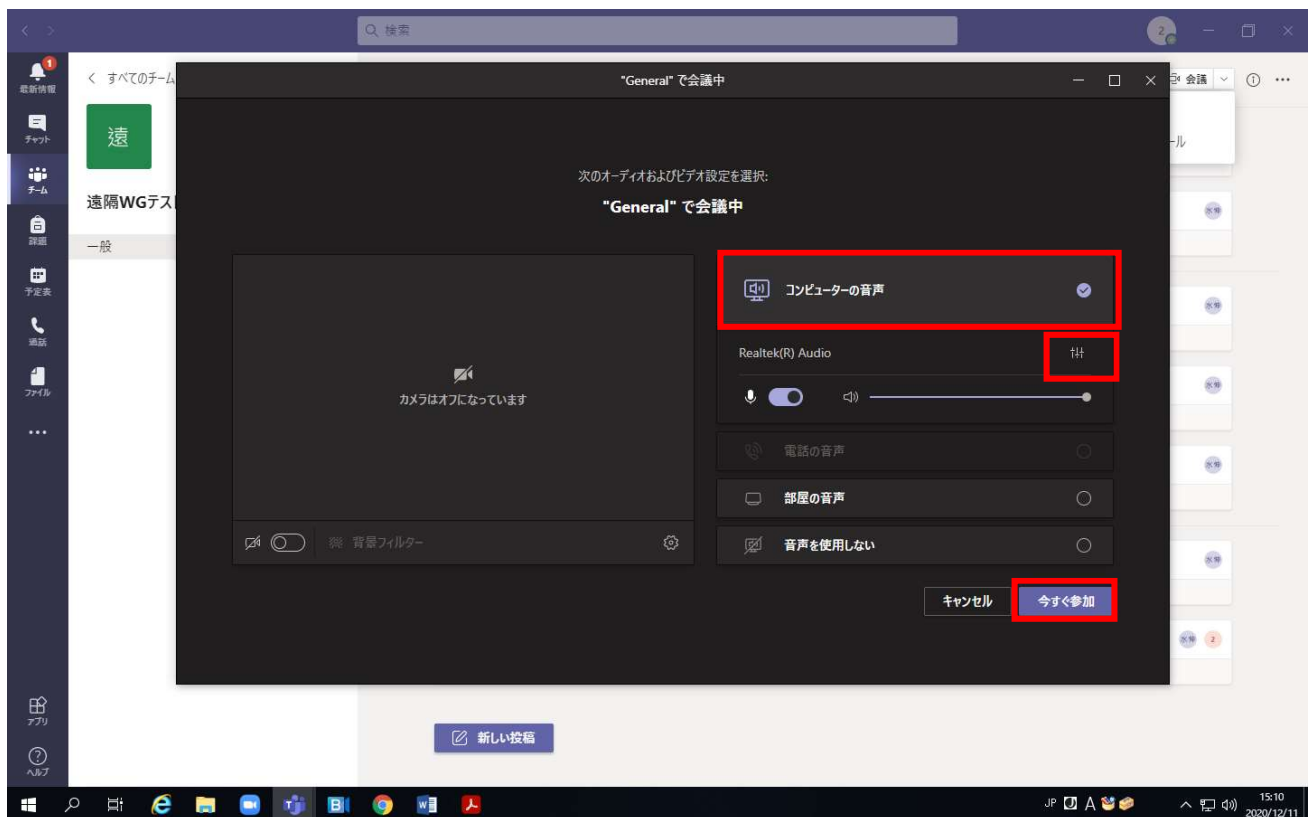 検索
2
1
最新情報
チャット
チーム
課題
予定表
通話
ファイル
アプリ
ヘルプ
すべてのチーム
遠
遠隔WGテス
一般
会議
ール
"General" で会議中
次のオーディオおよびビデオ設定を選択:
"General" で会議中
カメラはオフになっています
背景フィルター
コンピューターの音声
Realtek(R) Audio
電話の音声
部屋の音声
音声を使用しない
キャンセル
今すぐ参加
2
新しい投稿
JP
A
15:10
2020/12/11